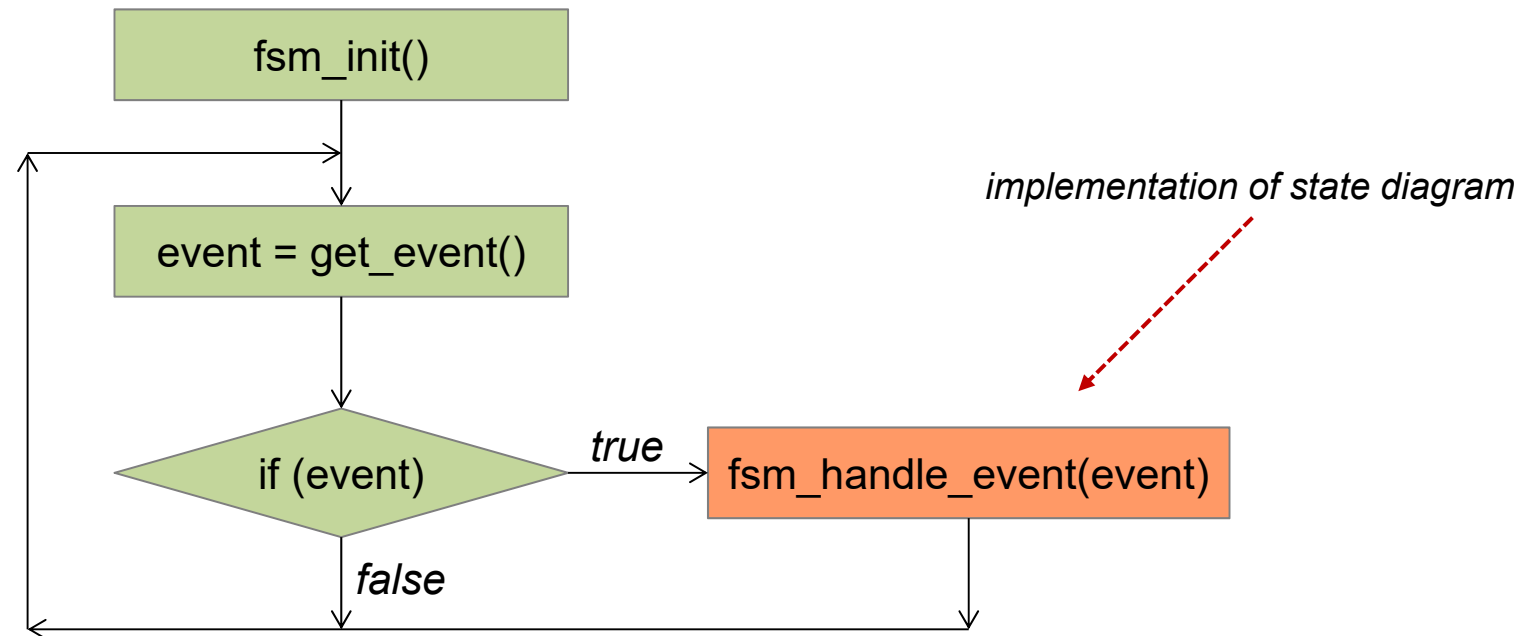 fsm_init()
implementation of state diagram
event = get_event()
if (event)
true
fsm_handle_event(event)
false